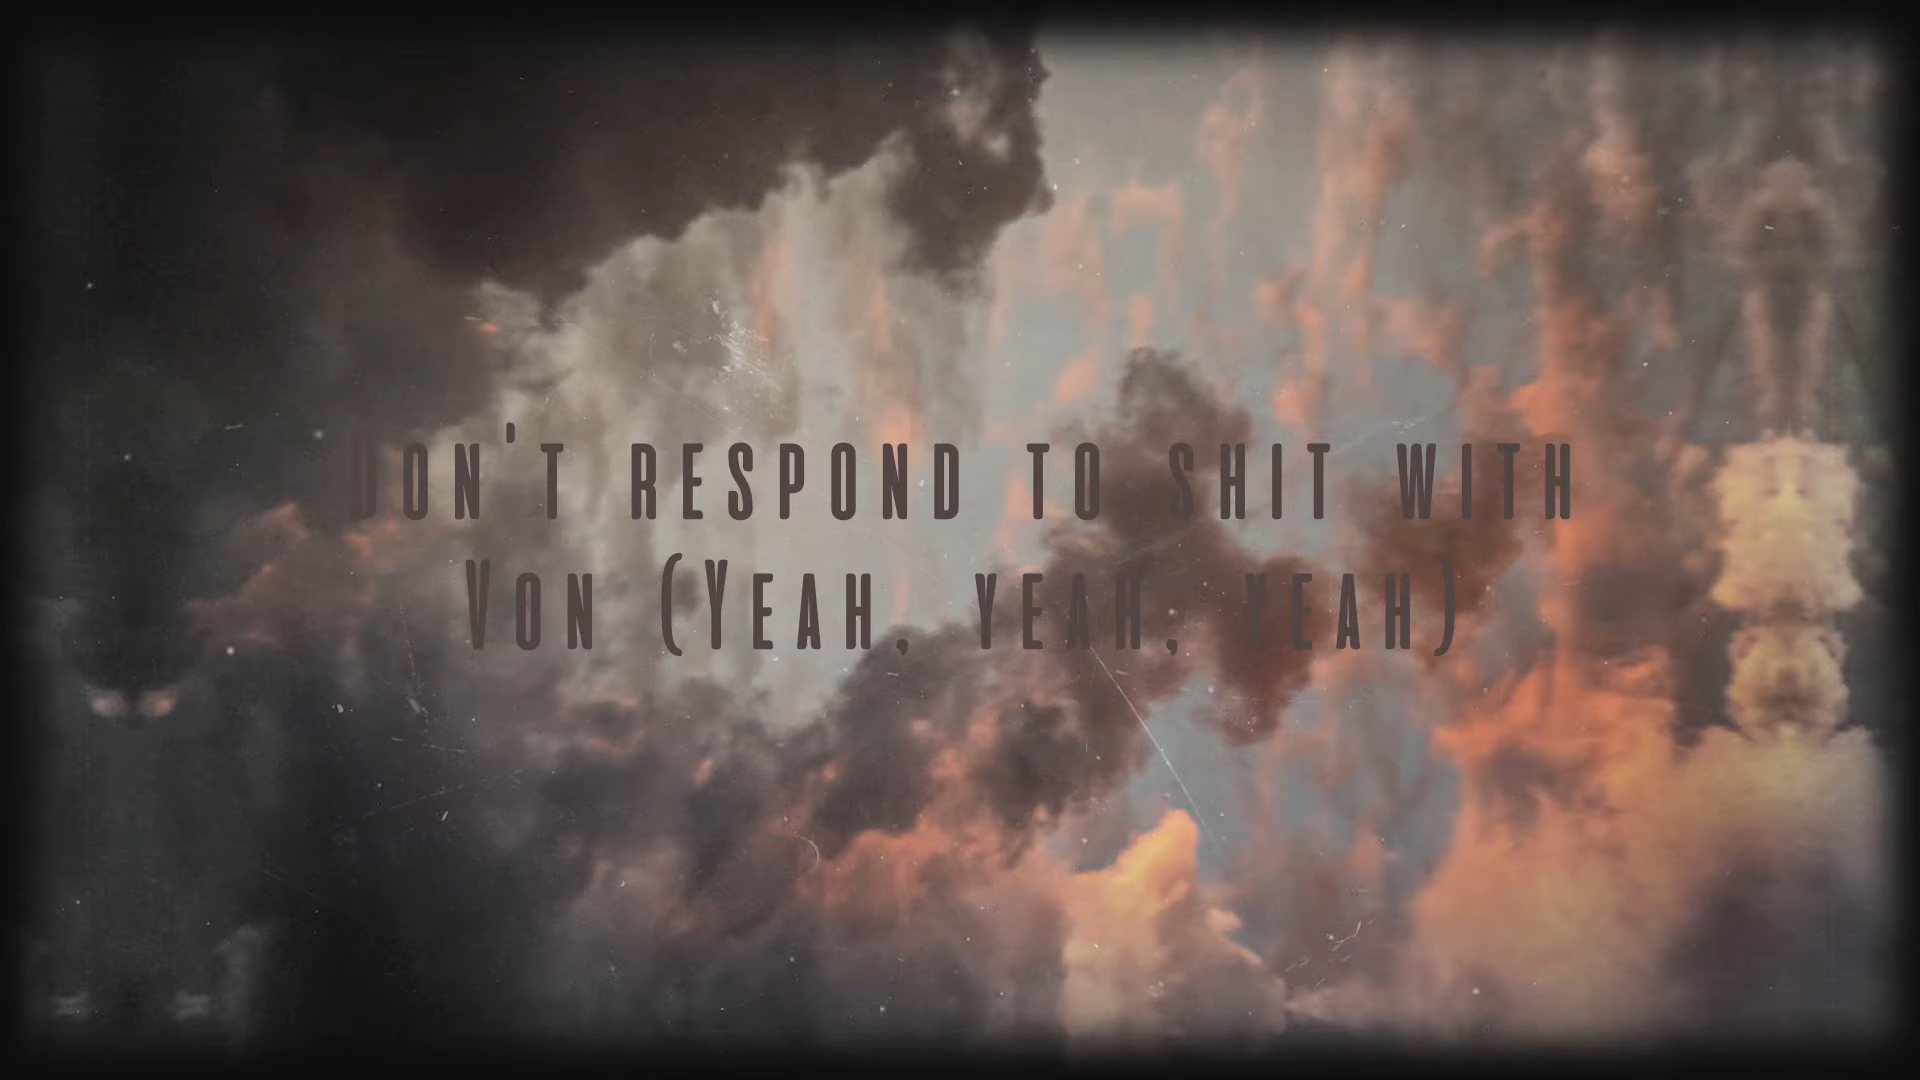 Don't respond to shit with
Von (Yeah, yeah, yeah)